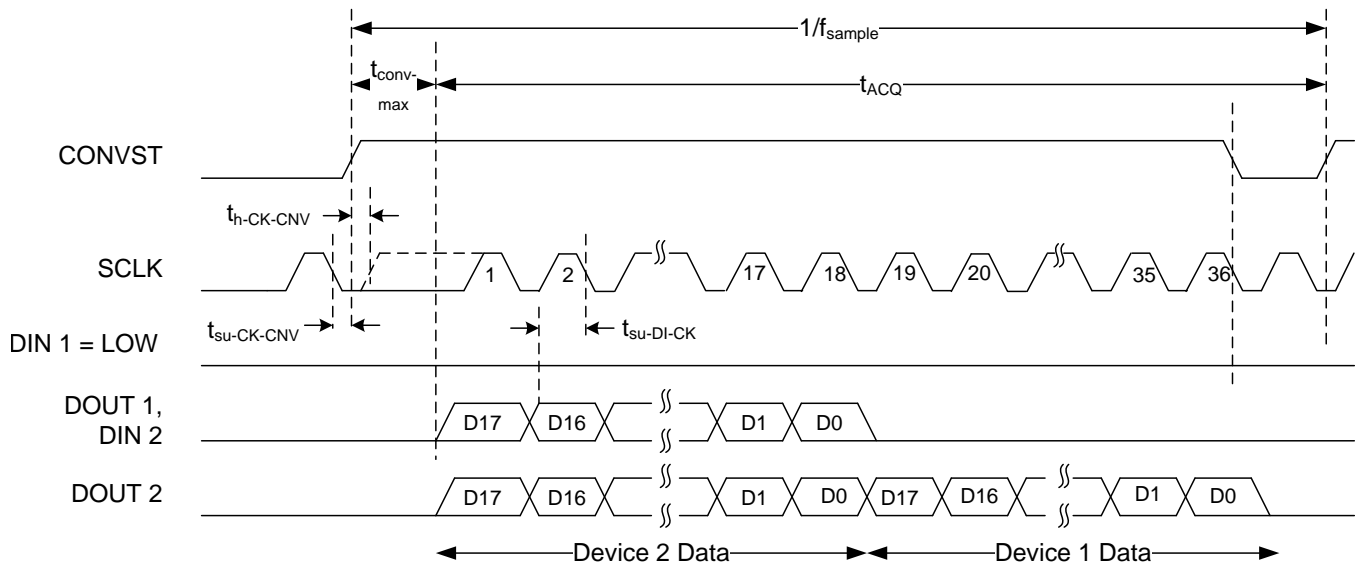 1/fsample
tconv-max
tACQ
CONVST
th-CK-CNV
SCLK
1 2 17 18 19 20 35 36
tsu-CK-CNV
tsu-DI-CK
DIN 1 = LOW
DOUT 1,
DIN 2
D17 D16 D1 D0
DOUT 2
D17 D16 D1 D0 D17 D16 D1 D0
Device 2 Data Device 1 Data